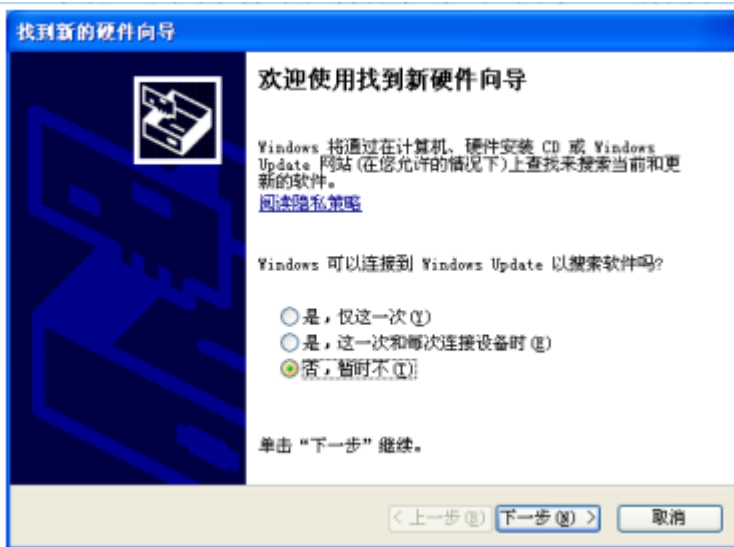 找到新的硬件向导
欢迎使用找到新硬件向导
Windows 将通过在计算机、硬件安装 CD 或 Windows
Update 网站(在您允许的情况下)上查找来搜索当前和更
新的软件。
阅读隐私策略
Windows 可以连接到 Windows Update 以搜索软件吗?
是，仅这一次(Y)
是，这一次和每次连接设备时(E)
否，暂时不(T)
单击“下一步”继续。
< 上一步(B) 下一步(N) > 取消